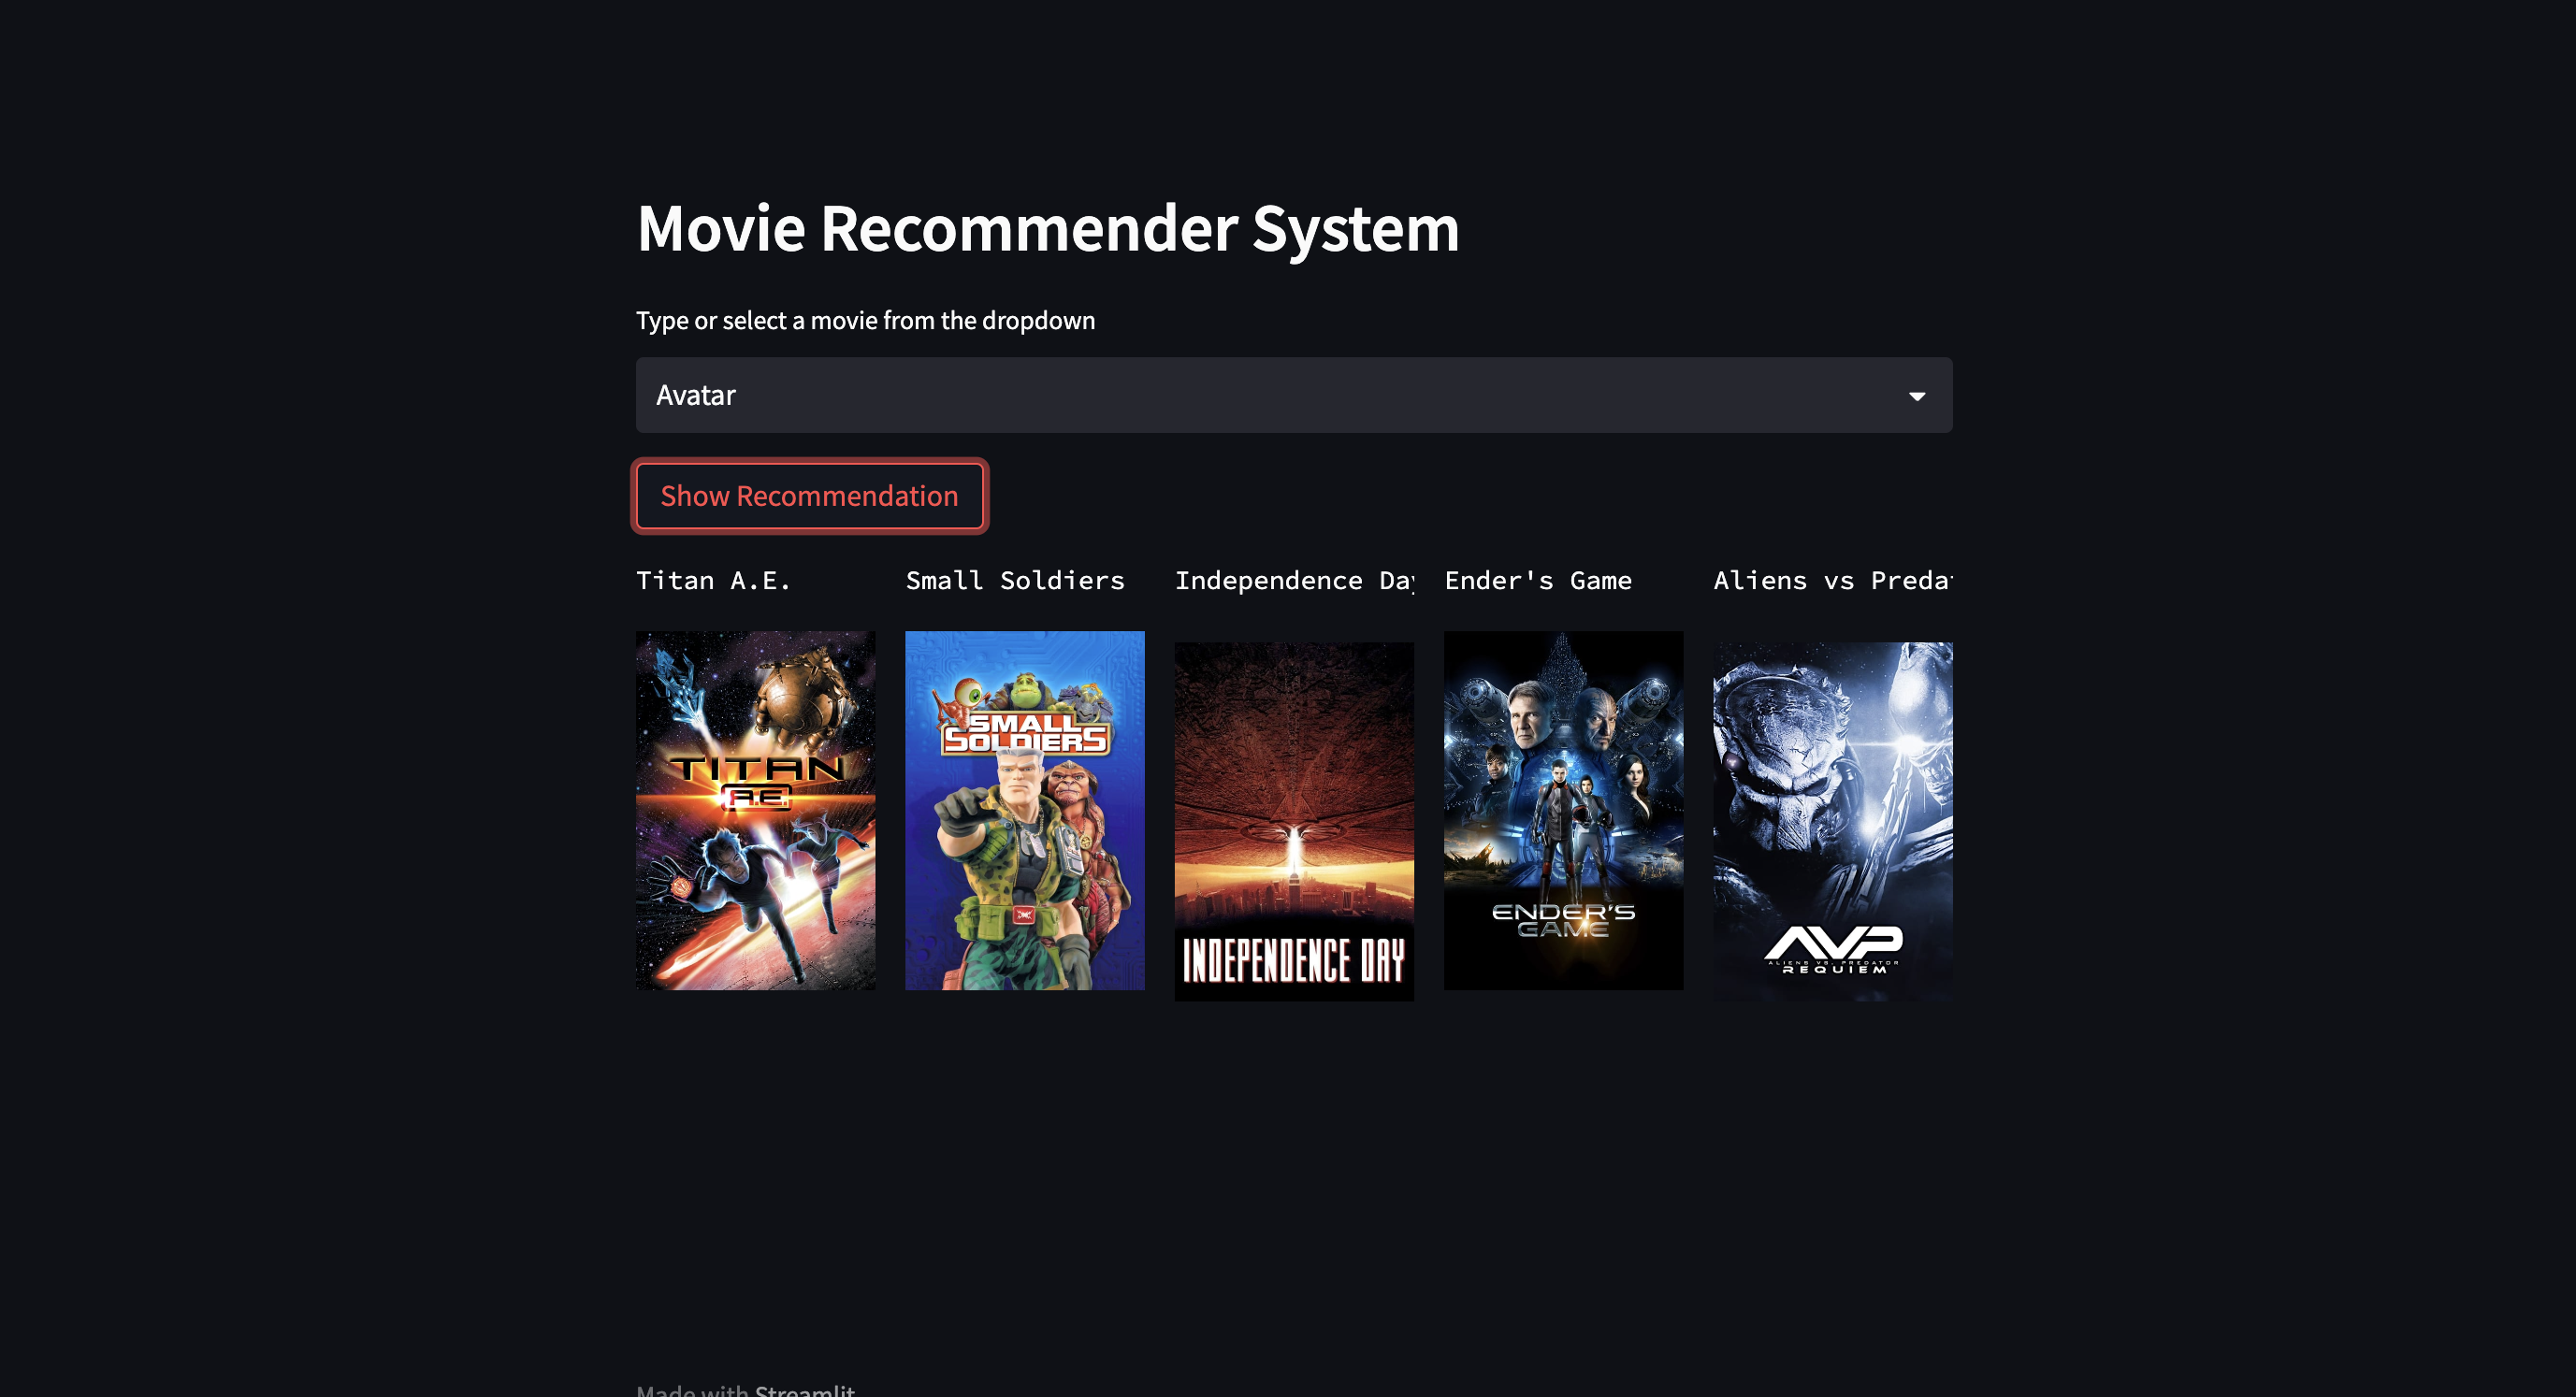 Movie Recommender System
Type or select a movie from the dropdown
Avatar
Show Recommendation
Titan A.E.
Small Soldiers
Independence Day
Ender's Game
Aliens vs Preda
TITAN
A.E.
SMALL
SOLDIERS
INDEPENDENCE DAY
ENDER'S
GAME
AVP
ALIENS VS. PREDATOR
REQUIEM
Made with Streamlit